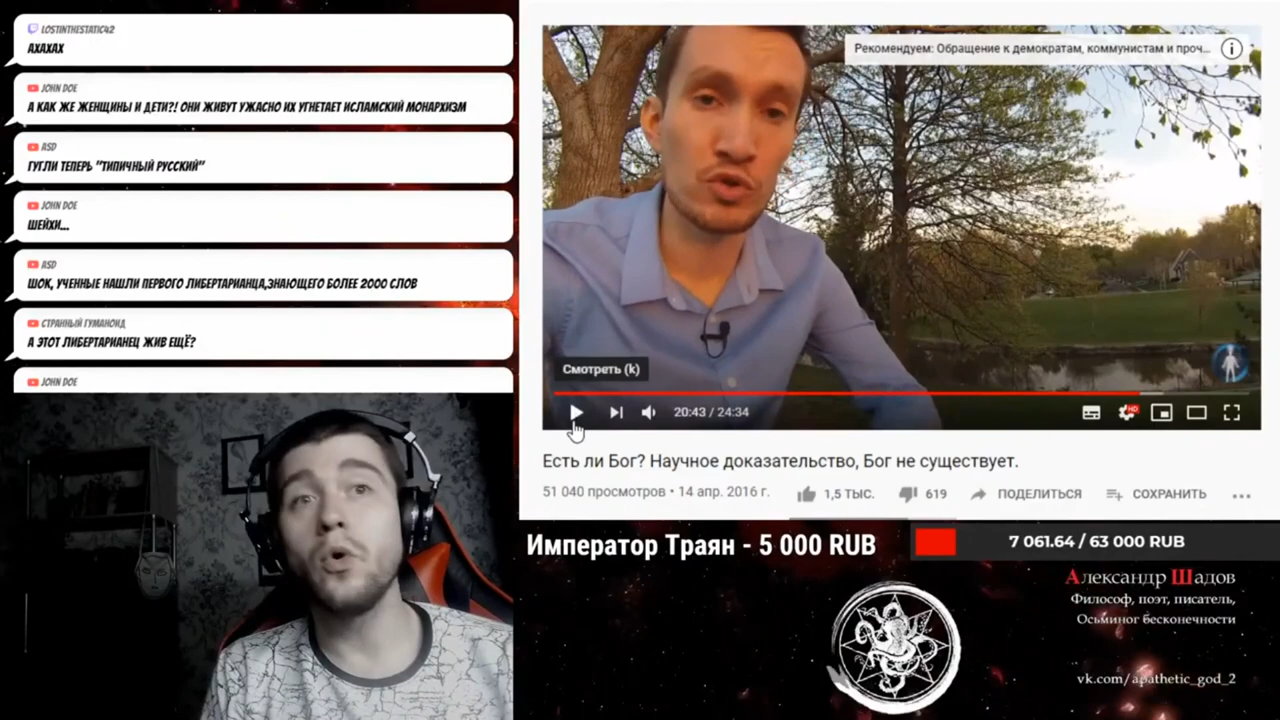 LOSTINTHESTATIC42
АХАХАХ
JOHN DOE
А КАК ЖЕ ЖЕНЩИНЫ И ДЕТИ?! ОНИ ЖИВУТ УЖАСНО ИХ УГНЕТАЕТ ИСЛАМСКИЙ МОНАРХИЗМ
ASD
ГУГЛИ ТЕПЕРЬ "ТИПИЧНЫЙ РУССКИЙ"
JOHN DOE
ШЕЙХИ...
ASD
ШОК, УЧЕННЫЕ НАШЛИ ПЕРВОГО ЛИБЕРТАРИАНЦА,ЗНАЮЩЕГО БОЛЕЕ 2000 СЛОВ
СТРАННЫЙ ГУМАНОИД
А ЭТОТ ЛИБЕРТАРИАНЕЦ ЖИВ ЕЩЁ?
JOHN DOE
Рекомендуем: Обращение к демократам, коммунистам и проч...
Смотреть (k)
20:43 / 24:34
HD
Есть ли Бог? Научное доказательство, Бог не существует.
51 040 просмотров • 14 апр. 2016 г.
1,5 ТЫС.
619
ПОДЕЛИТЬСЯ
СОХРАНИТЬ
Император Траян - 5 000 RUB
7 061.64 / 63 000 RUB
Александр Шадов
Философ, поэт, писатель,
Осьминог бесконечности
vk.com/apathetic_god_2